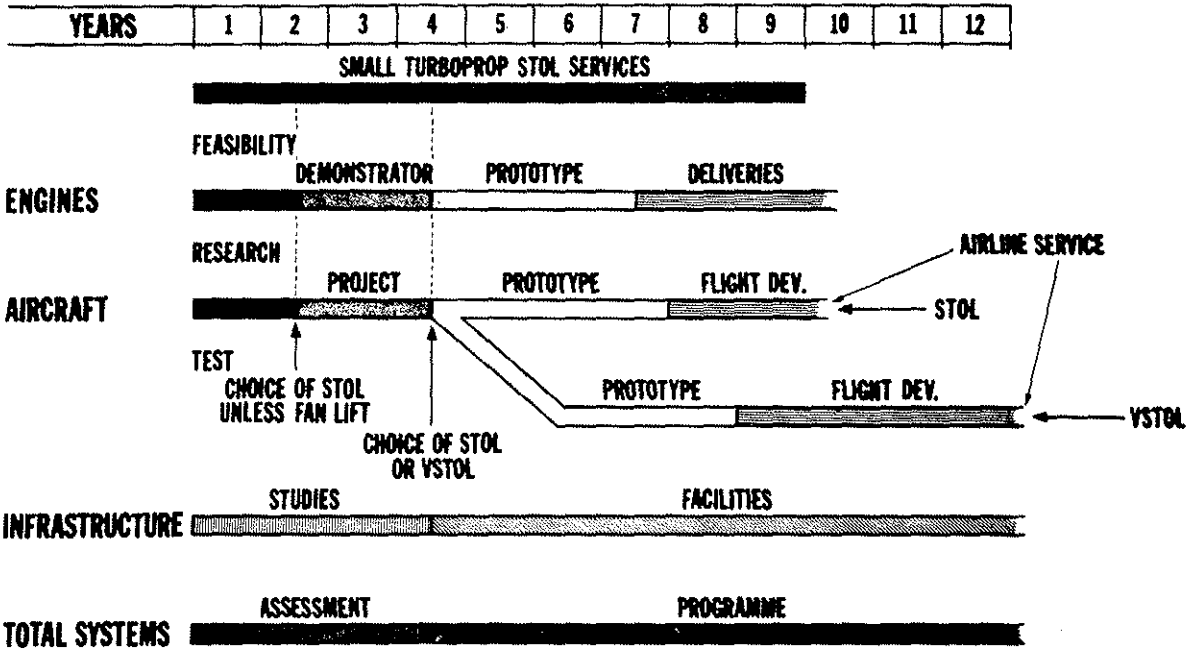 YEARS 1 2 3 4 5 6 7 8 9 10 11 12
SMALL TURBOPROP STOL SERVICES
FEASIBILITY
DEMONSTRATOR PROTOTYPE DELIVERIES
ENGINES
RESEARCH
AIRLINE SERVICE
PROJECT PROTOTYPE FLIGHT DEV.
AIRCRAFT
STOL
TEST
CHOICE OF STOL
UNLESS FAN LIFT
PROTOTYPE FLIGHT DEV.
VSTOL
CHOICE OF STOL
OR VSTOL
STUDIES FACILITIES
INFRASTRUCTURE
ASSESSMENT PROGRAMME
TOTAL SYSTEMS